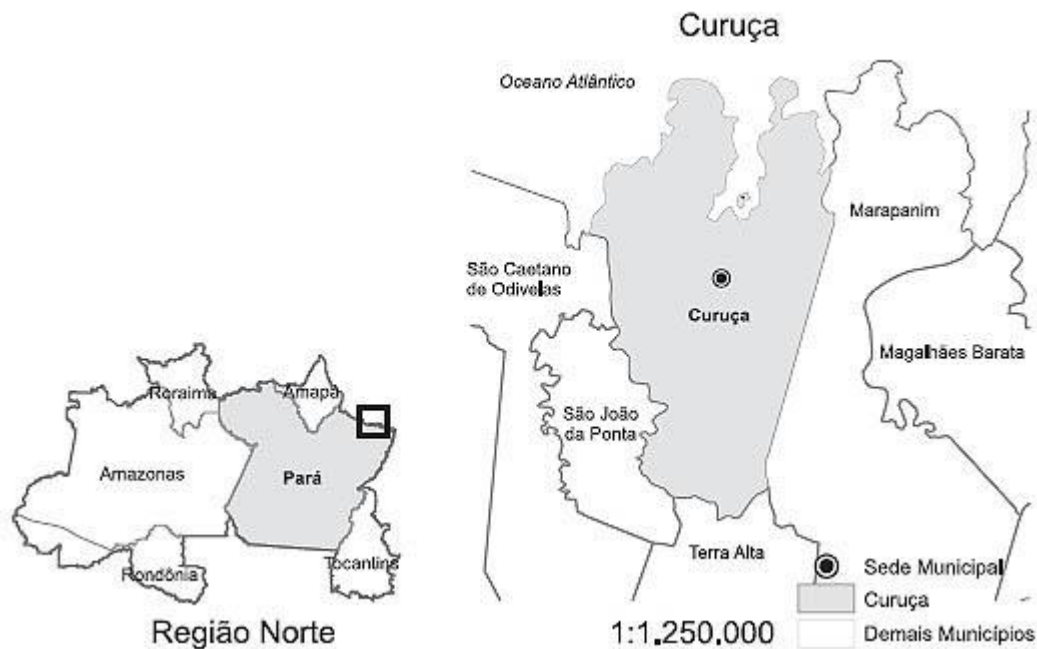 Curuça
Oceano Atlântico
Marapanim
São Caetano
de Odivelas
Curuça
Magalhães Barata
São João
da Ponta
Terra Alta
Roraima
Amapá
Amazonas
Pará
Rondônia
Tocantins
Região Norte
1:1.250.000
Sede Municipal
Curuça
Demais Municípios